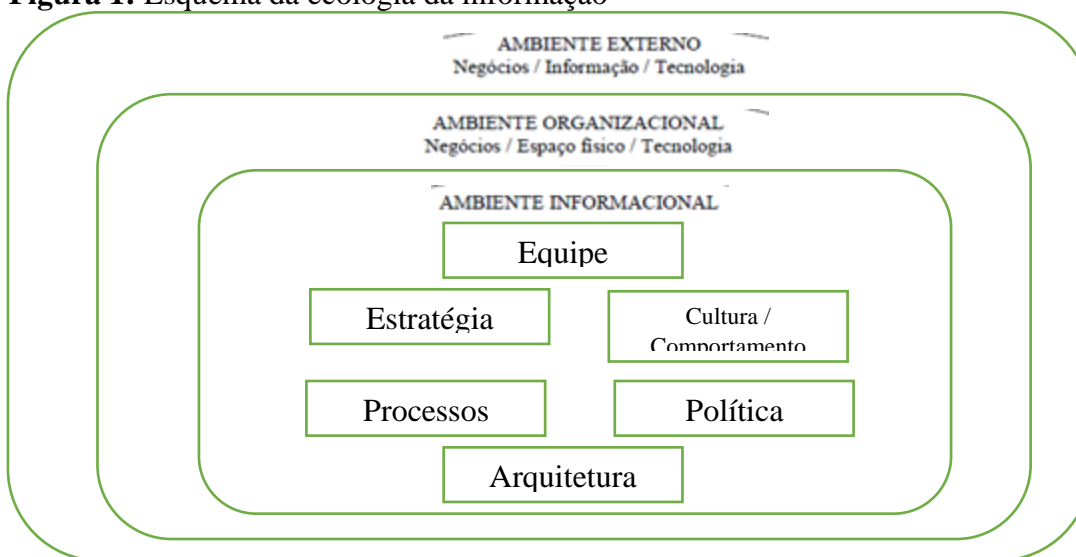 Figura 1: Esquema da ecologia da informação
AMBIENTE EXTERNO
Negócios / Informação / Tecnologia
AMBIENTE ORGANIZACIONAL
Negócios / Espaço físico / Tecnologia
AMBIENTE INFORMACIONAL
Equipe
Estratégia
Cultura /
Comportamento
Processos
Política
Arquitetura